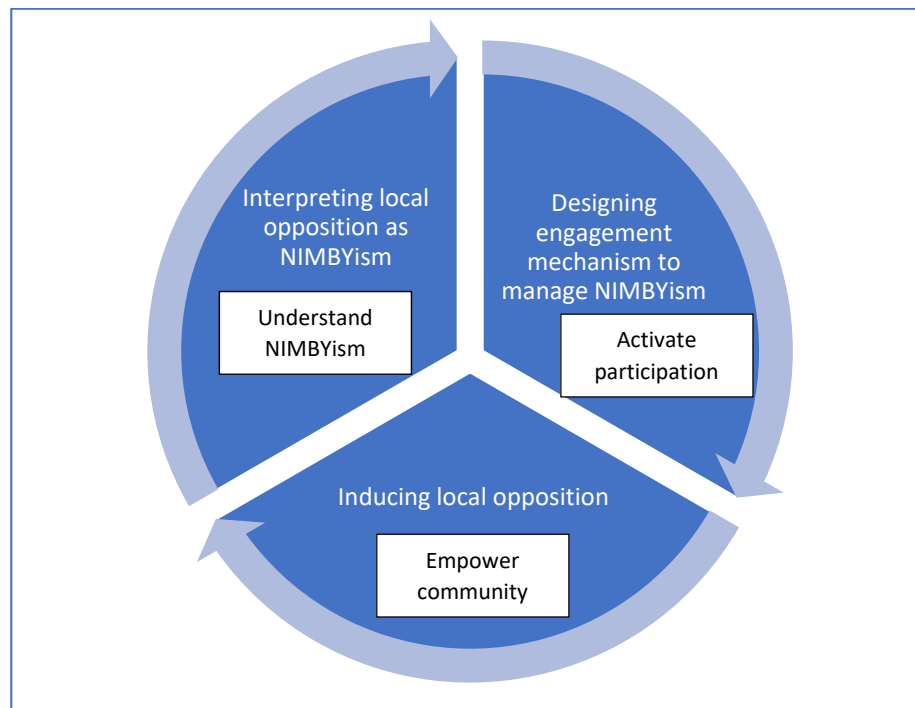 Interpreting local
opposition as
NIMBYism
Understand
NIMBYism
Designing
engagement
mechanism to
manage NIMBYism
Activate
participation
Inducing local opposition
Empower
community